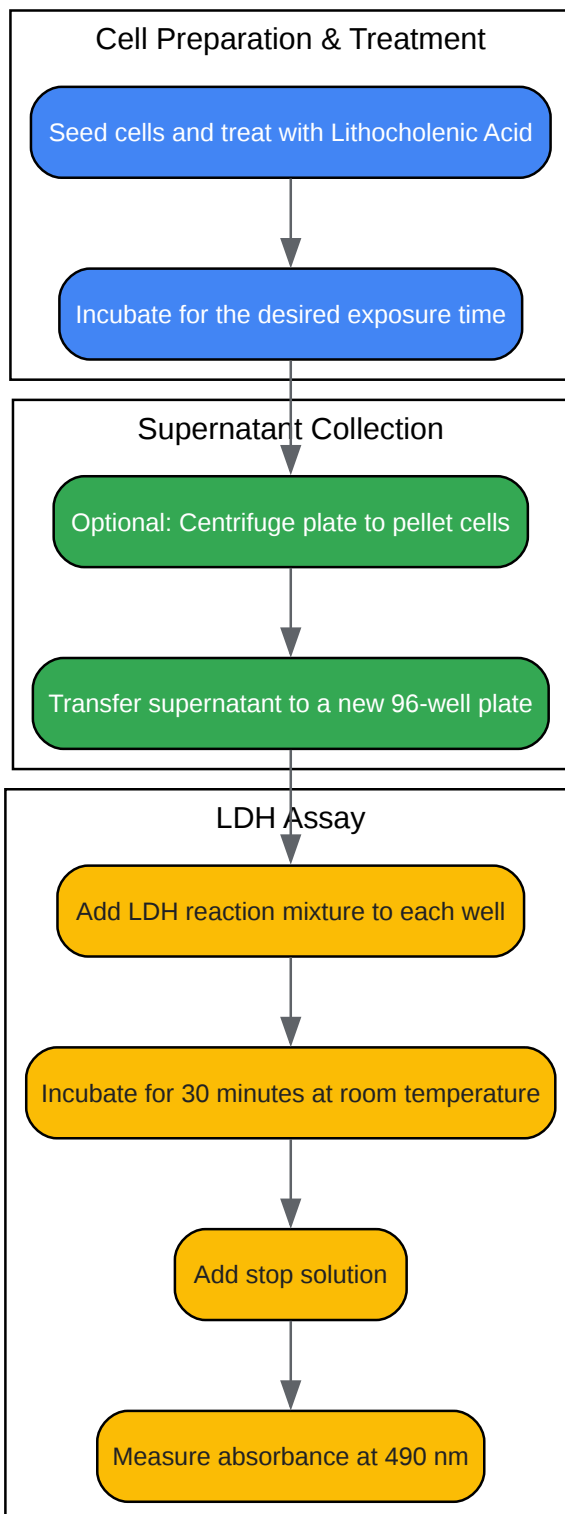 Cell Preparation & Treatment
Seed cells and treat with Lithocholenic Acid
Incubate for the desired exposure time
Supernatant Collection
Optional: Centrifuge plate to pellet cells
Transfer supernatant to a new 96-well plate
LDH Assay
Add LDH reaction mixture to each well
Incubate for 30 minutes at room temperature
Add stop solution
Measure absorbance at 490 nm